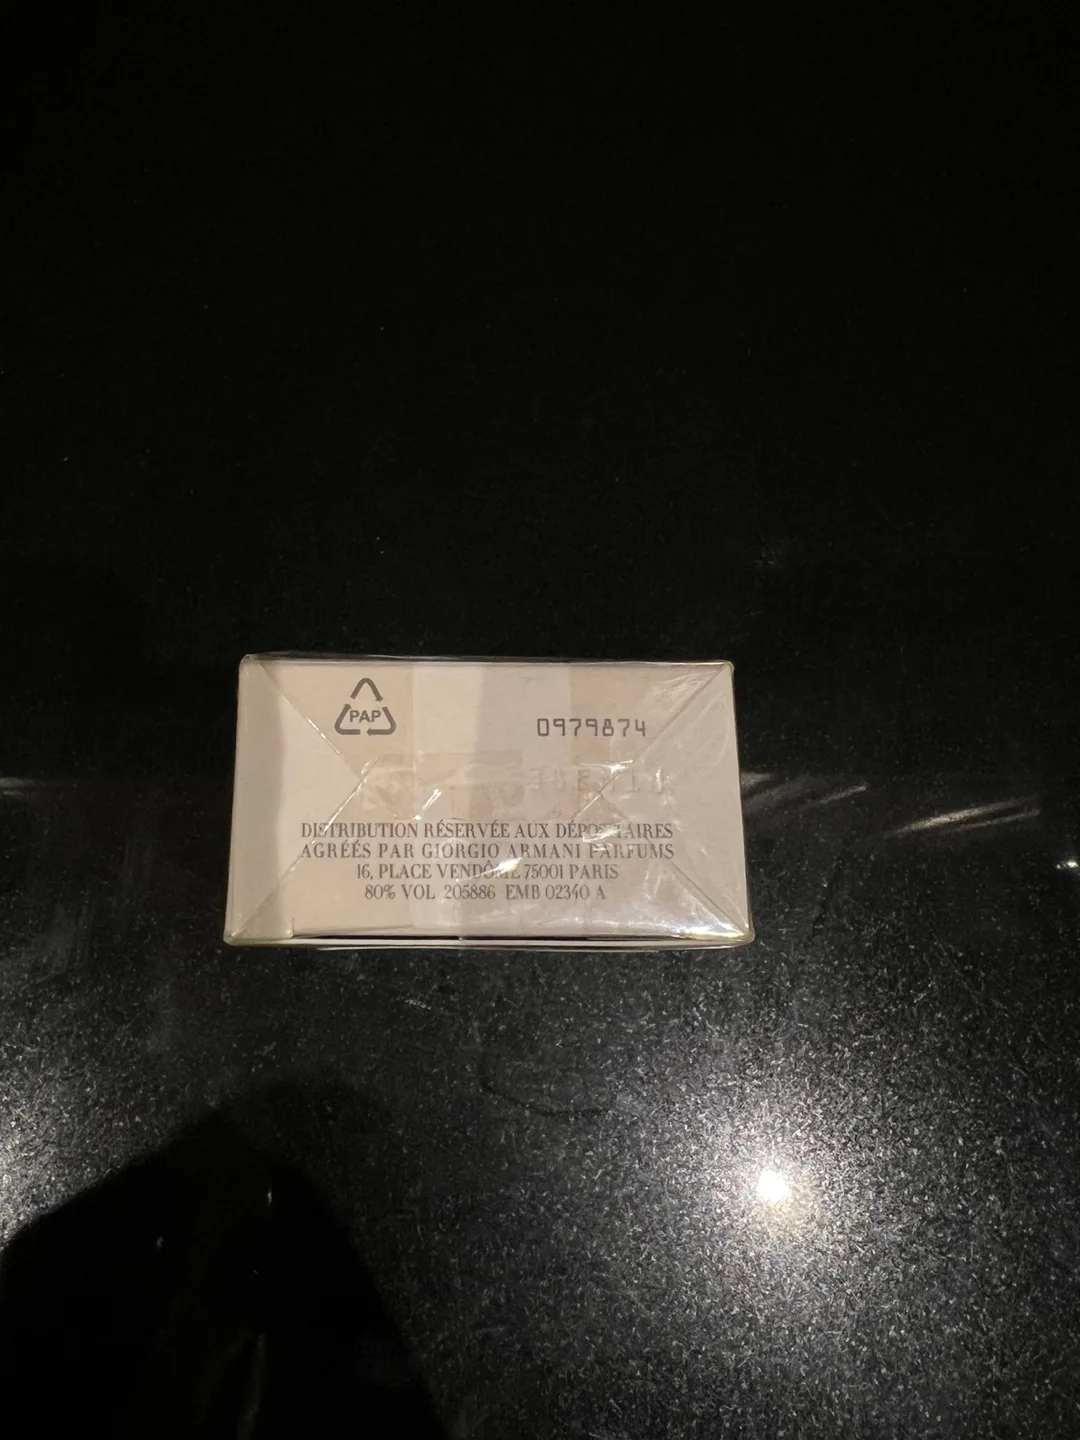 PAP
0979874
DISTRIBUTION RÉSERVÉE AUX DÉPOSITAIRES
AGRÉÉS PAR GIORGIO ARMANI PARFUMS
16, PLACE VENDÔME 75001 PARIS
80% VOL 205886 EMB 02340 A